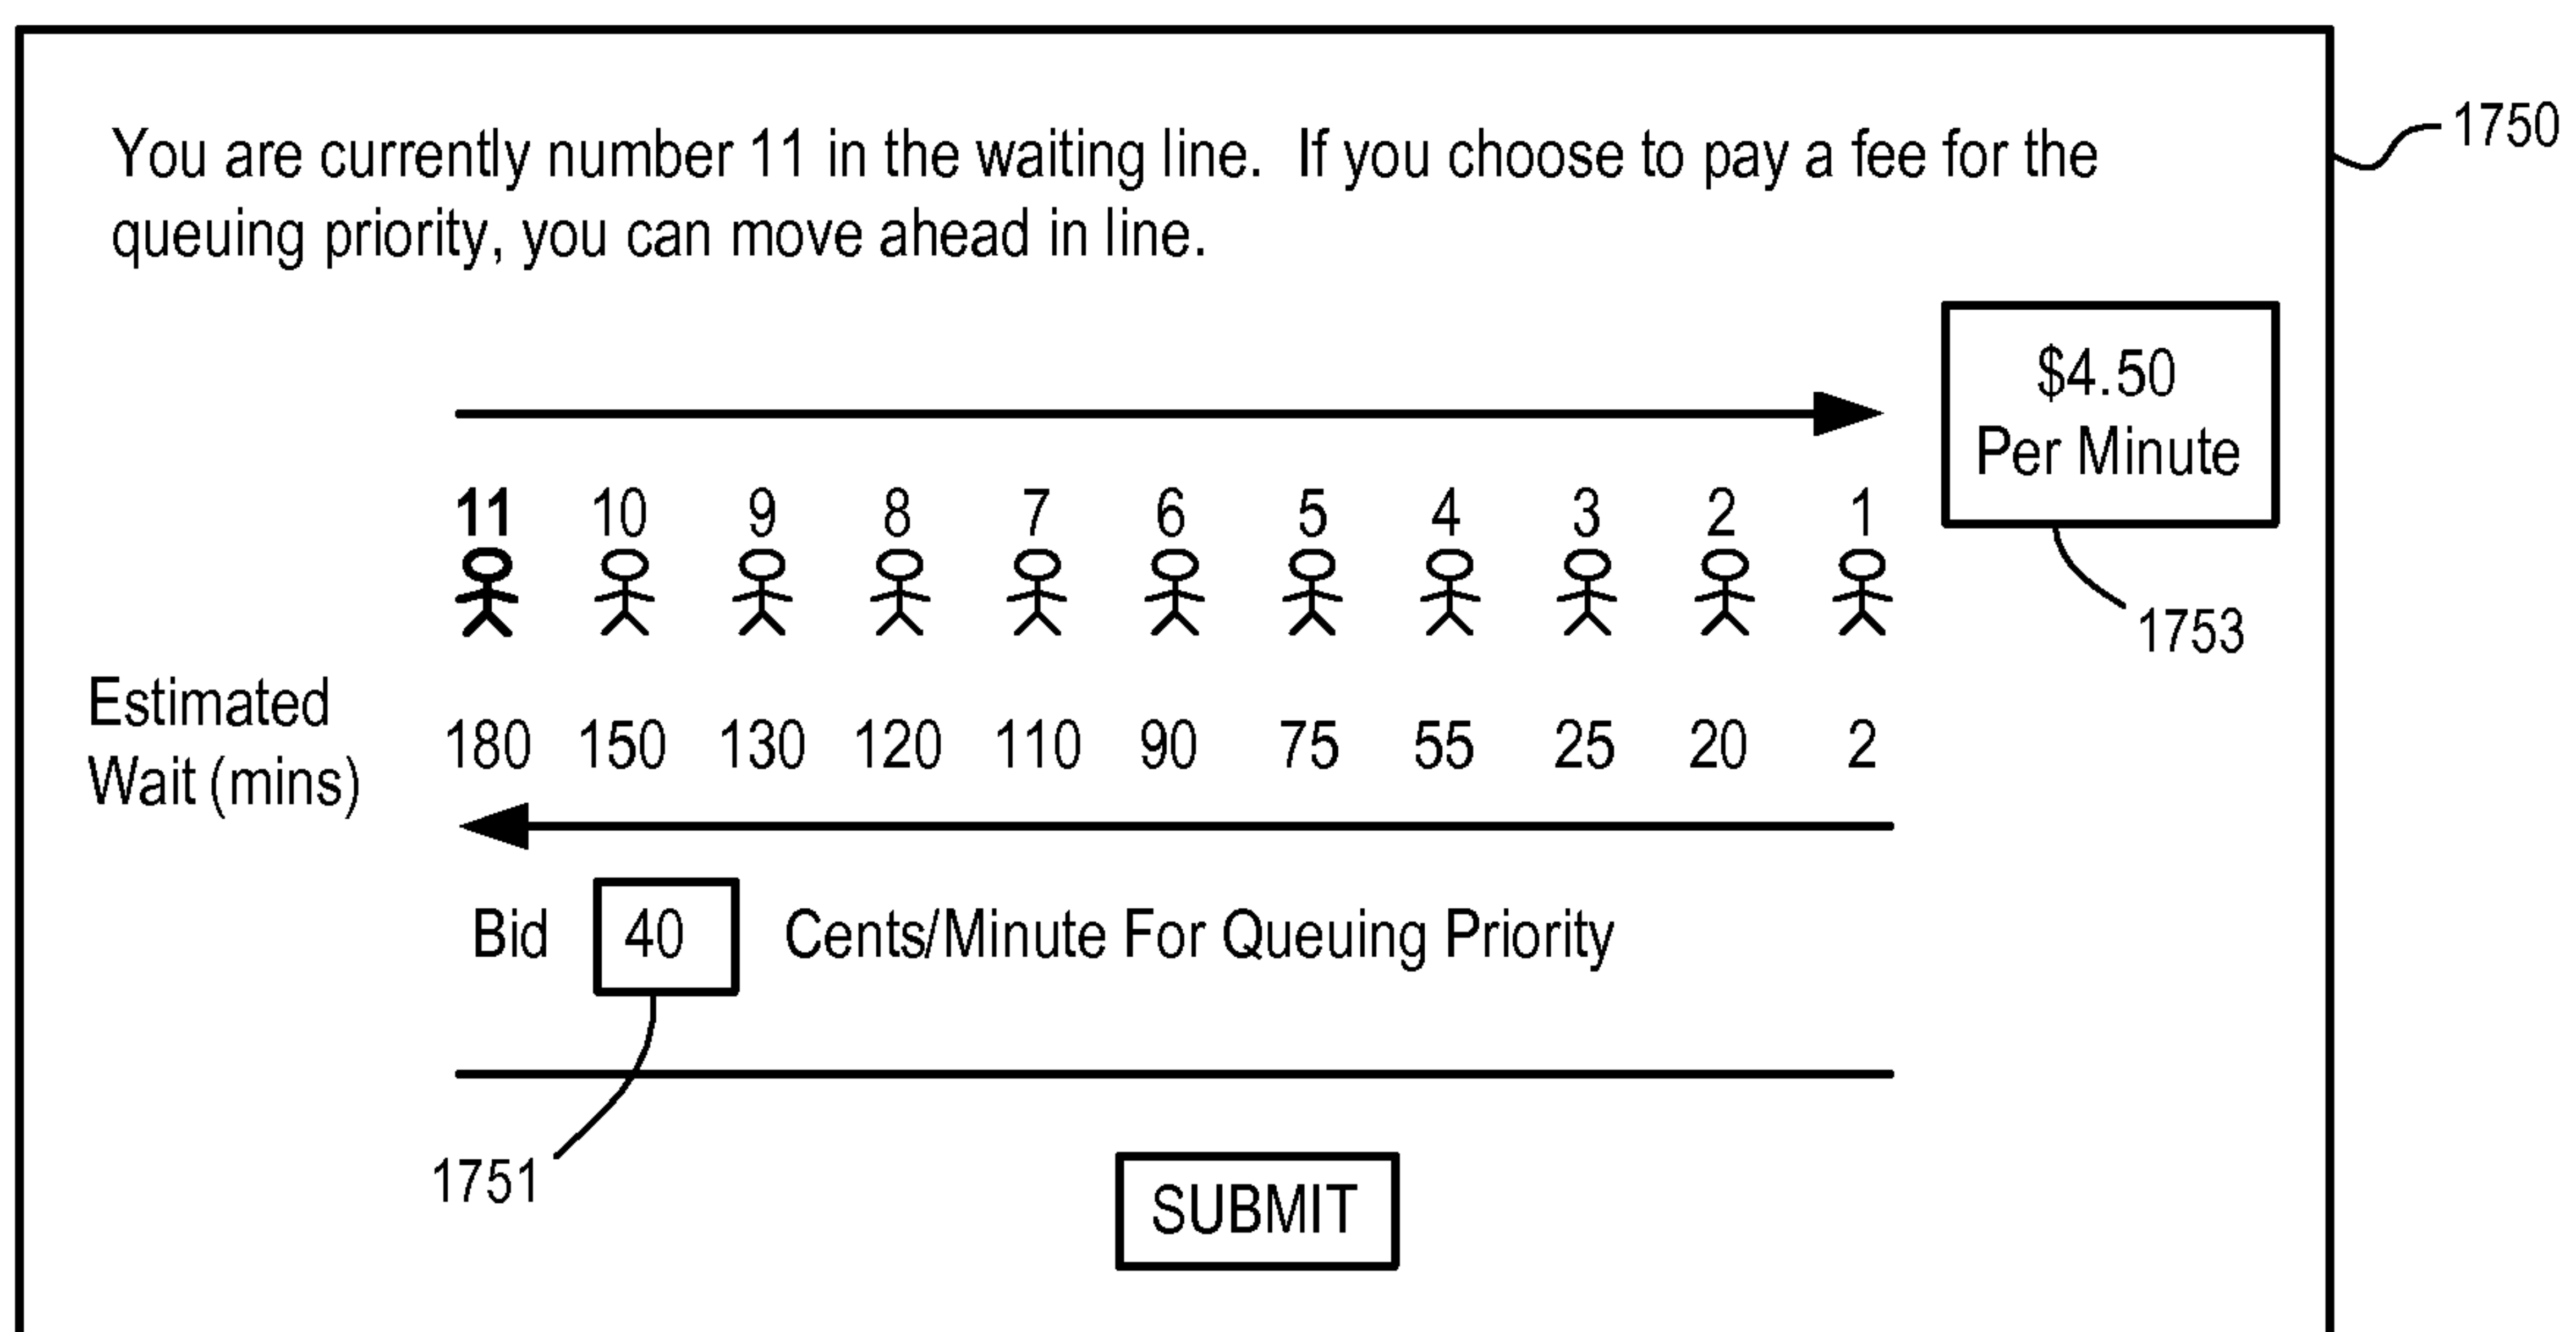 You are currently number 11 in the waiting line. If you choose to pay a fee for the
queuing priority, you can move ahead in line.
1750
$4.50
Per Minute
1753
11 10 9 8 7 6 5 4 3 2 1
Estimated
Wait (mins)
180 150 130 120 110 90 75 55 25 20 2
Bid 40 Cents/Minute For Queuing Priority
1751
SUBMIT